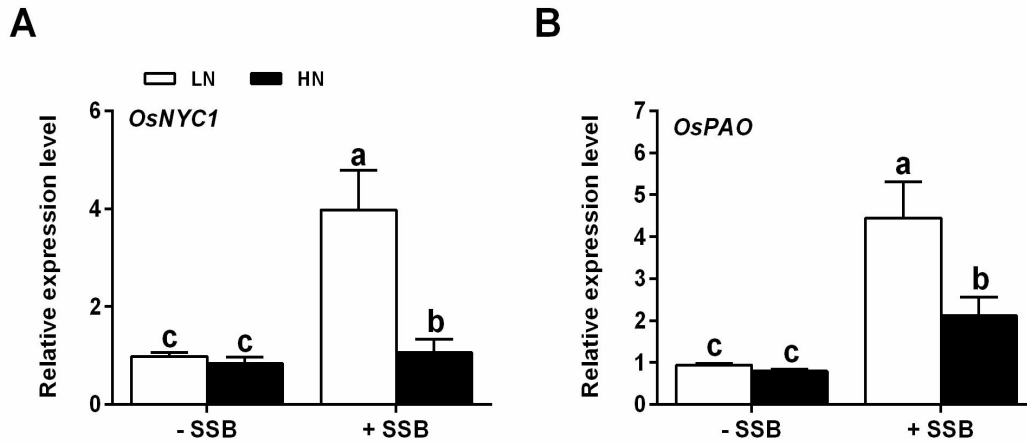 A
B
LN HN
OsNYC1
OsPAO
Relative expression level
6
4
2
0
a
b
c
c
- SSB
+ SSB
Relative expression level
7
6
5
4
3
2
1
0
a
b
c
c
- SSB
+ SSB